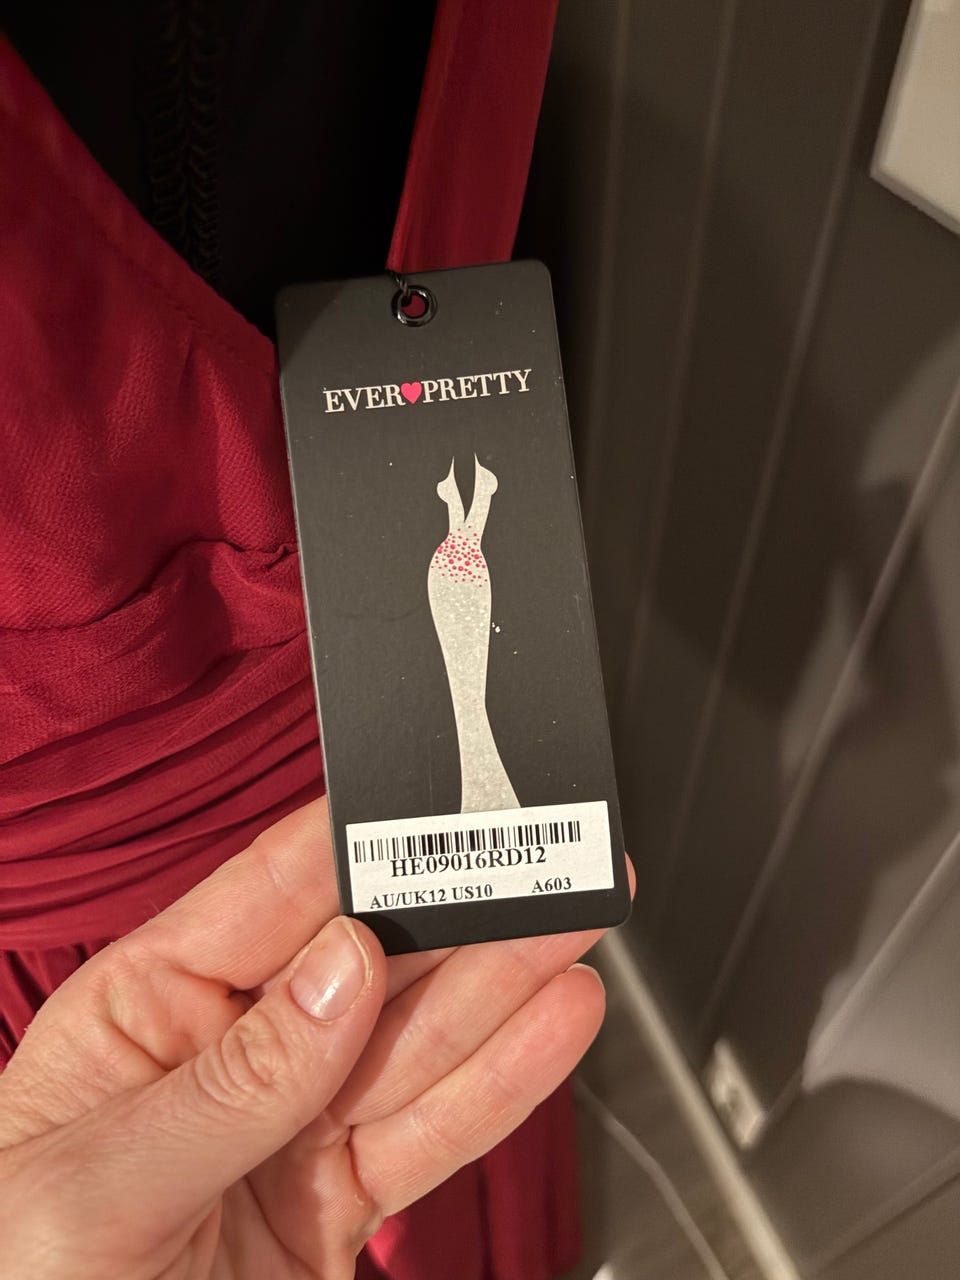 EVER♥PRETTY
HE09016RD12
AU/UK12 US10 A603